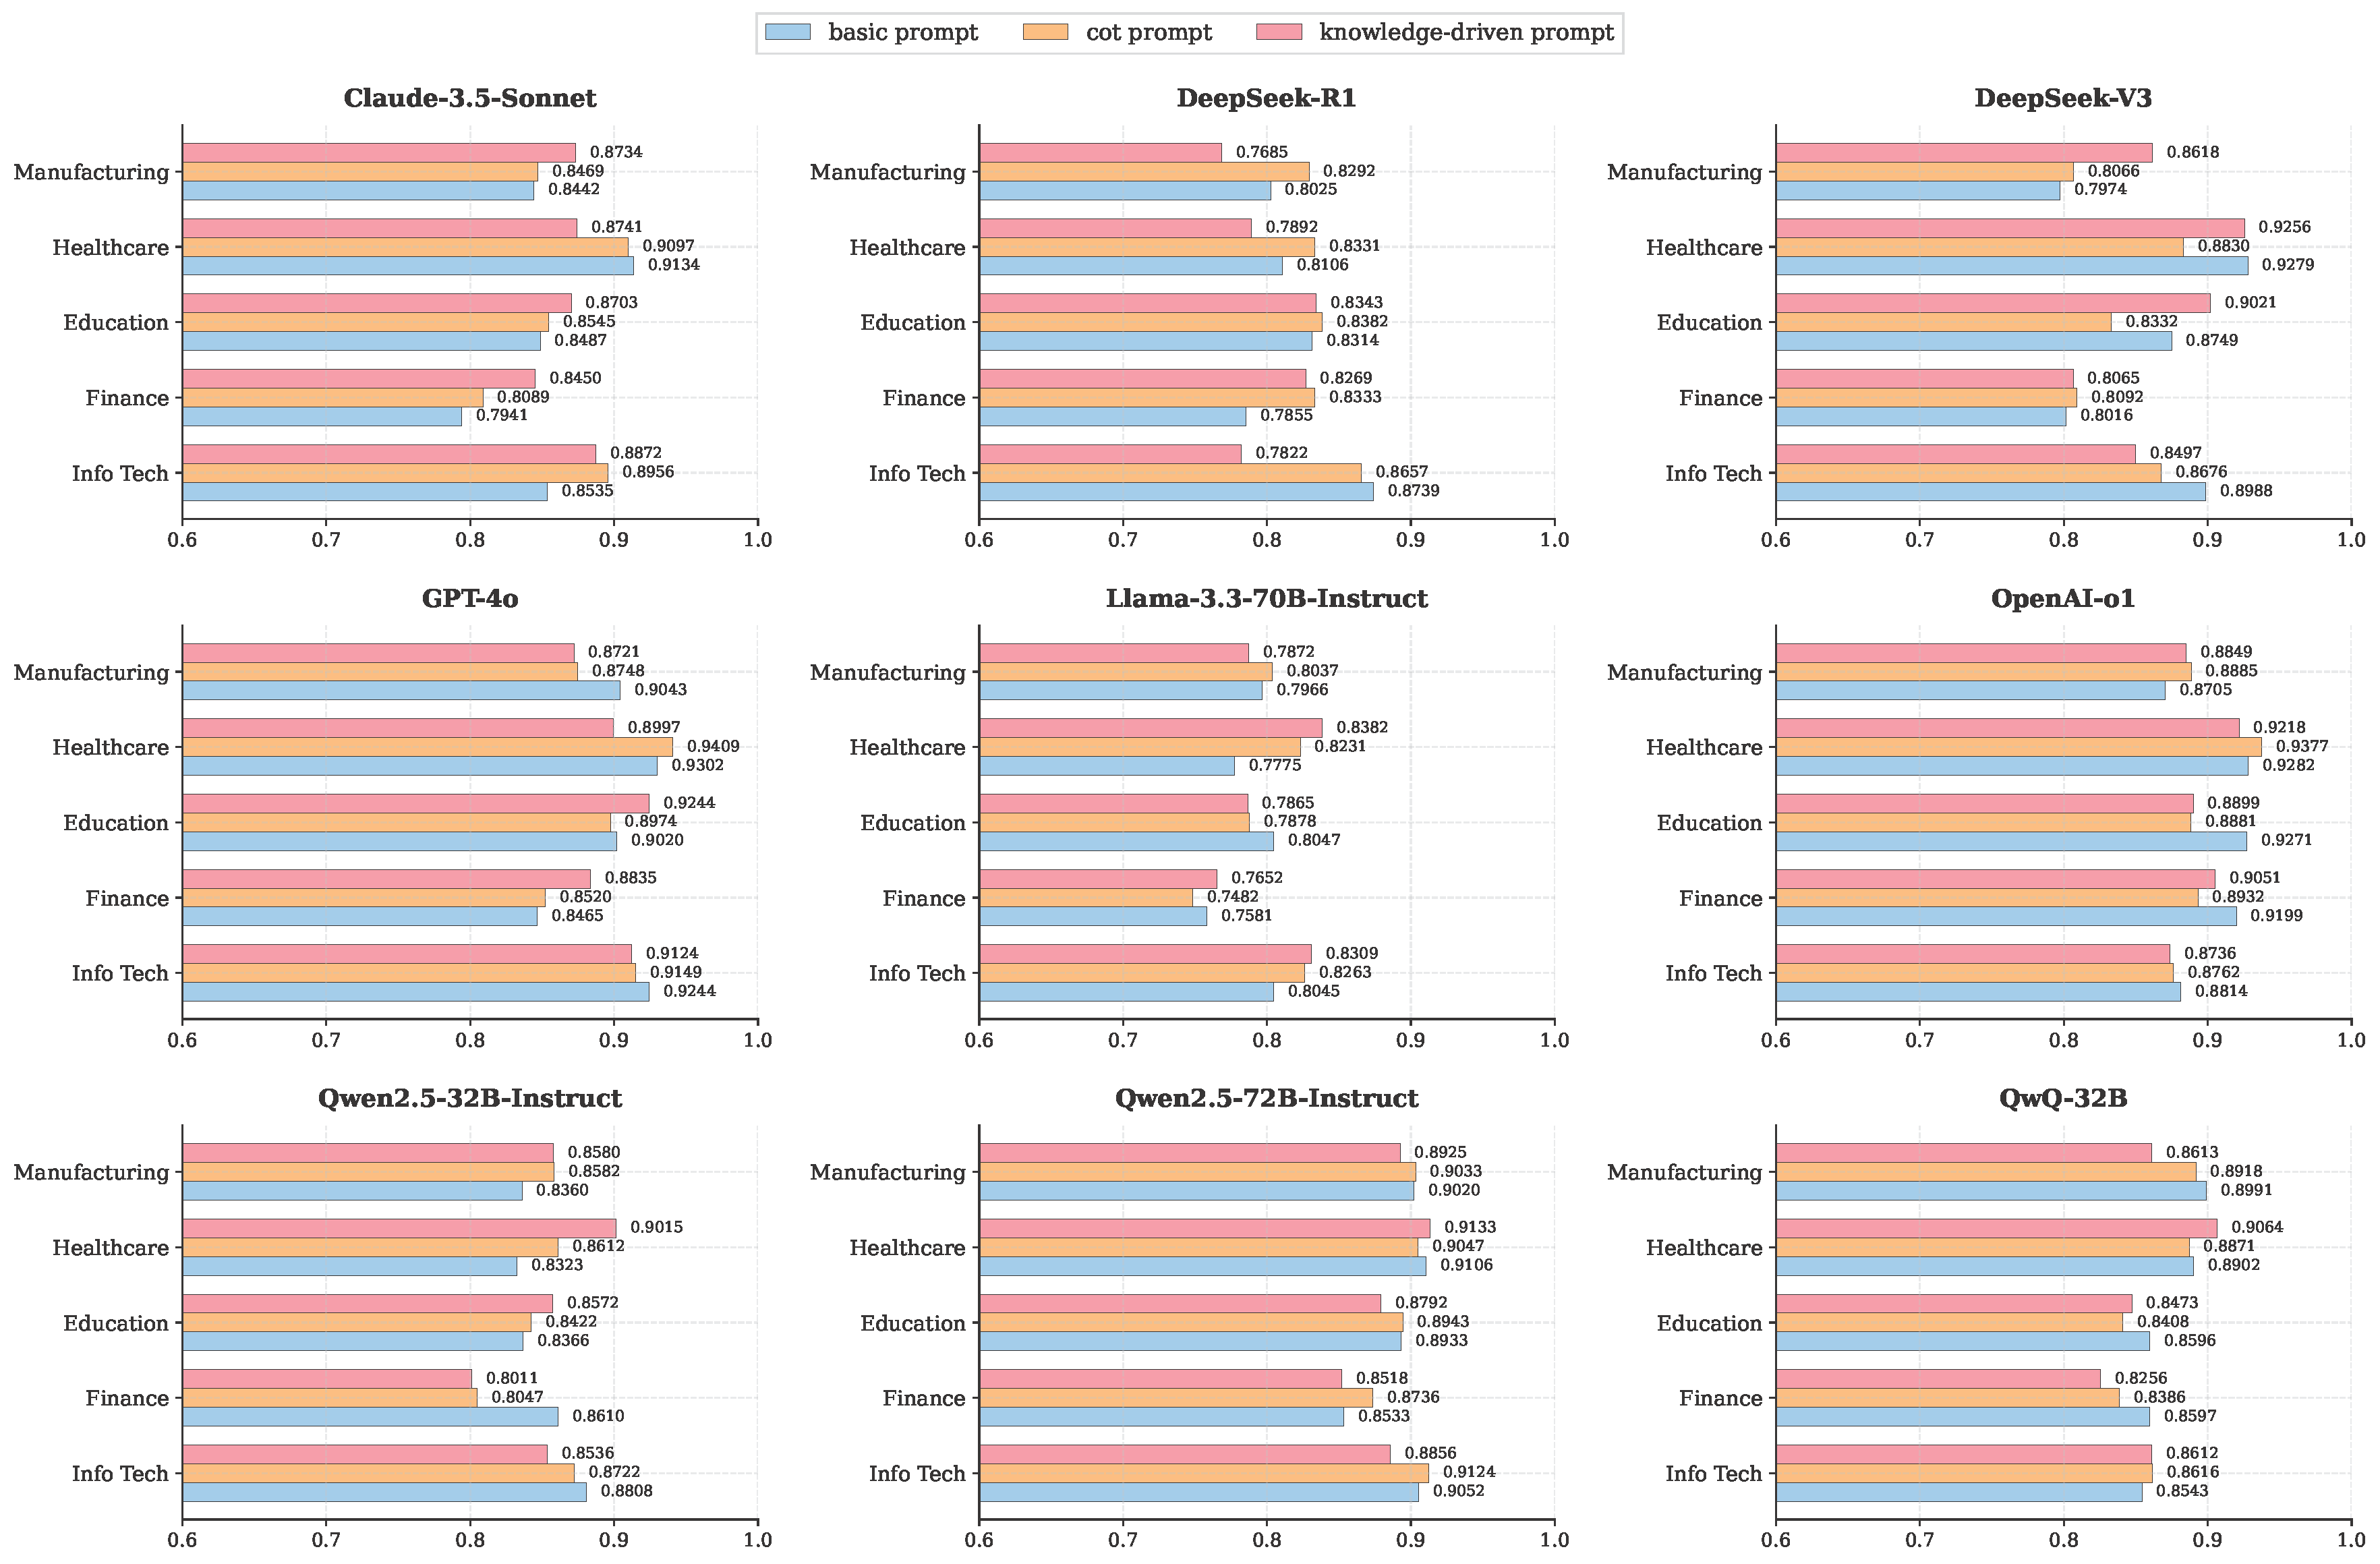 basic prompt cot prompt knowledge-driven prompt
Claude-3.5-Sonnet
Manufacturing
0.8734
0.8469
0.8442
Healthcare
0.8741
0.9097
0.9134
Education
0.8703
0.8545
0.8487
Finance
0.8450
0.8089
0.7941
Info Tech
0.8872
0.8956
0.8535
0.6 0.7 0.8 0.9 1.0
DeepSeek-R1
Manufacturing
0.7685
0.8292
0.8025
Healthcare
0.7892
0.8331
0.8106
Education
0.8343
0.8382
0.8314
Finance
0.8269
0.8333
0.7855
Info Tech
0.7822
0.8657
0.8739
0.6 0.7 0.8 0.9 1.0
DeepSeek-V3
Manufacturing
0.8618
0.8066
0.7974
Healthcare
0.9256
0.8830
0.9279
Education
0.9021
0.8332
0.8749
Finance
0.8065
0.8092
0.8016
Info Tech
0.8497
0.8676
0.8988
0.6 0.7 0.8 0.9 1.0
GPT-4o
Manufacturing
0.8721
0.8748
0.9043
Healthcare
0.8997
0.9409
0.9302
Education
0.9244
0.8974
0.9020
Finance
0.8835
0.8520
0.8465
Info Tech
0.9124
0.9149
0.9244
0.6 0.7 0.8 0.9 1.0
Llama-3.3-70B-Instruct
Manufacturing
0.7872
0.8037
0.7966
Healthcare
0.8382
0.8231
0.7775
Education
0.7865
0.7878
0.8047
Finance
0.7652
0.7482
0.7581
Info Tech
0.8309
0.8263
0.8045
0.6 0.7 0.8 0.9 1.0
OpenAI-o1
Manufacturing
0.8849
0.8885
0.8705
Healthcare
0.9218
0.9377
0.9282
Education
0.8899
0.8881
0.9271
Finance
0.9051
0.8932
0.9199
Info Tech
0.8736
0.8762
0.8814
0.6 0.7 0.8 0.9 1.0
Qwen2.5-32B-Instruct
Manufacturing
0.8580
0.8582
0.8360
Healthcare
0.9015
0.8612
0.8323
Education
0.8572
0.8422
0.8366
Finance
0.8011
0.8047
0.8610
Info Tech
0.8536
0.8722
0.8808
0.6 0.7 0.8 0.9 1.0
Qwen2.5-72B-Instruct
Manufacturing
0.8925
0.9033
0.9020
Healthcare
0.9133
0.9047
0.9106
Education
0.8792
0.8943
0.8933
Finance
0.8518
0.8736
0.8533
Info Tech
0.8856
0.9124
0.9052
0.6 0.7 0.8 0.9 1.0
QwQ-32B
Manufacturing
0.8613
0.8918
0.8991
Healthcare
0.9064
0.8871
0.8902
Education
0.8473
0.8408
0.8596
Finance
0.8256
0.8386
0.8597
Info Tech
0.8612
0.8616
0.8543
0.6 0.7 0.8 0.9 1.0